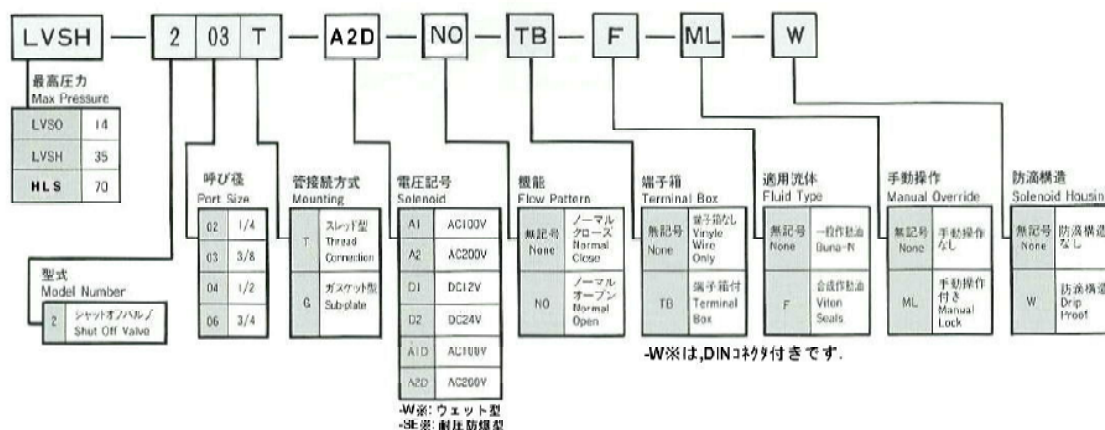 LVSH — 2 03 T — A2D — NO — TB — F — ML — W
最高圧力
Max Pressure
LVSO 14
LVSH 35
HLS 70
型式
Model Number
2 シャットオフバルブ
Shut Off Valve
呼び径
Port Size
02 1/4
03 3/8
04 1/2
06 3/4
管接続方式
Mounting
T スレッド型
Thread
Connection
G ガスケット型
Sub-plate
電圧記号
Solenoid
A1 AC100V
A2 AC200V
D1 DC12V
D2 DC24V
A1D AC100V
A2D AC200V
-W※: ウェット型
-SE※: 耐圧防爆型
機能
Flow Pattern
無記号
None
ノーマル
クローズ
Normal
Close
NO
ノーマル
オープン
Normal
Open
端子箱
Terminal Box
無記号
None
端子箱なし
Vinyle
Wire
Only
TB
端子箱付
Terminal
Box
-W※は,DINコネクタ付きです.
適用流体
Fluid Type
無記号
None
一般作動油
Buna-N
F
合成作動油
Viton
Seals
手動操作
Manual Override
無記号
None
手動操作
なし
ML
手動操作
付き
Manual
Lock
防滴構造
Solenoid Housin
無記号
None
防滴構造
なし
W
防滴構造
Drip
Proof